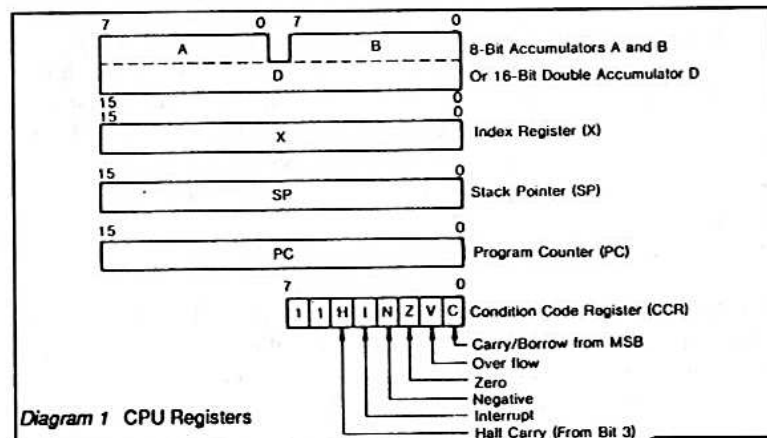 7 0 7 0
A B 8-Bit Accumulators A and B
D Or 16-Bit Double Accumulator D
15 0
15 0
X Index Register (X)
15 0
SP Stack Pointer (SP)
15 0
PC Program Counter (PC)
7 0
1 1 H I N Z V C Condition Code Register (CCR)
Carry/Borrow from MSB
Over flow
Zero
Negative
Interrupt
Half Carry (From Bit 3)
Diagram 1 CPU Registers